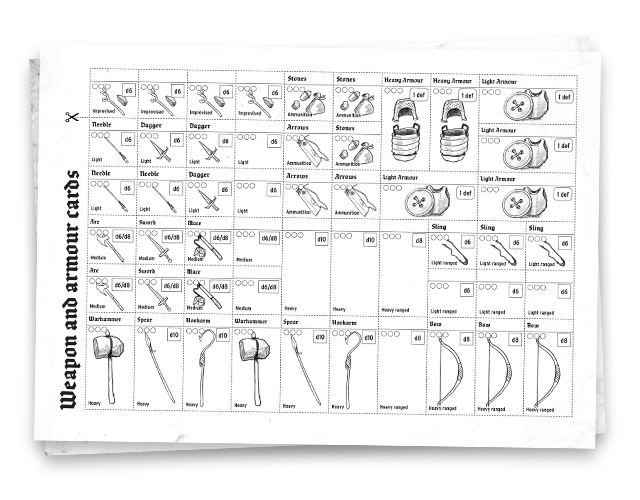 Weapon and armour cards
Stones Stones Heavy Armour Heavy Armour Light Armour
d6 d6 d6 d6 1 def 1 def 1 def
Improvised Improvised Improvised Improvised Ammunition Ammunition
Needle Dagger Dagger Arrows Stones Light Armour
d6 d6 d6 d6 1 def
Light Light Light Light Ammunition Ammunition
Needle Needle Dagger Arrows Arrows Light Armour Light Armour
d6 d6 d6 d6 1 def 1 def
Light Light Light Light Ammunition Ammunition
Axe Sword Mace Sling Sling Sling
d6/d8 d6/d8 d6/d8 d6/d8 d10 d10 d8 d6 d6 d6
Medium Medium Medium Medium Light ranged Light ranged Light ranged
Axe Sword Mace
d6/d8 d6/d8 d6/d8 d6/d8 d6 d6 d6
Medium Medium Medium Medium Heavy Heavy Heavy ranged Light ranged Light ranged Light ranged
Warhammer Spear Hookarm Warhammer Spear Hookarm Bow Bow Bow
d10 d10 d10 d10 d10 d10 d8 d8 d8 d8
Heavy Heavy Heavy Heavy Heavy Heavy Heavy ranged Heavy ranged Heavy ranged Heavy ranged